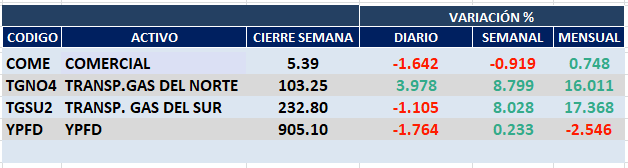 VARIACIÓN %
CODIGO ACTIVO CIERRE SEMANA DIARIO SEMANAL MENSUAL
COME COMERCIAL 5.39 -1.642 -0.919 0.748
TGNO4 TRANSP.GAS DEL NORTE 103.25 3.978 8.799 16.011
TGSU2 TRANSP. GAS DEL SUR 232.80 -1.105 8.028 17.368
YPFD YPFD 905.10 -1.764 0.233 -2.546